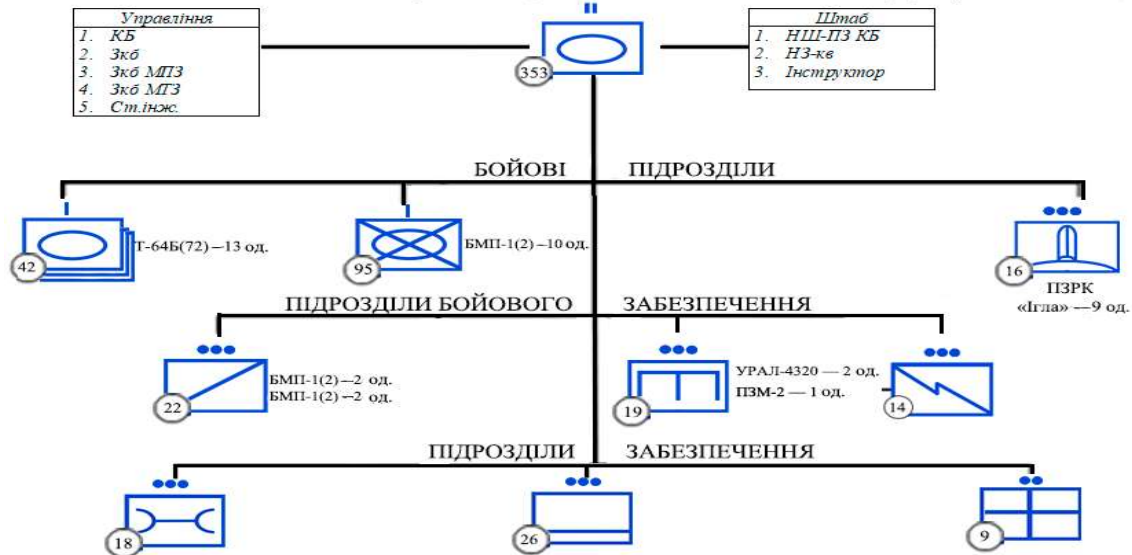 Управління
1. КБ
2. Зкб
3. Зкб МПЗ
4. Зкб МТЗ
5. Ст.інж.
353
Штаб
1. НШ-ПЗ КБ
2. НЗ-кв
3. Інструктор
БОЙОВІ ПІДРОЗДІЛИ
42
Т-64Б(72) –13 од.
95
БМП-1(2) –10 од.
16
ПЗРК
«Ігла» —9 од.
ПІДРОЗДІЛИ БОЙОВОГО ЗАБЕЗПЕЧЕННЯ
22
БМП-1(2) –2 од.
БМП-1(2) –2 од.
19
УРАЛ-4320 — 2 од.
ПЗМ-2 — 1 од.
14
ПІДРОЗДІЛИ ЗАБЕЗПЕЧЕННЯ
18
26
9